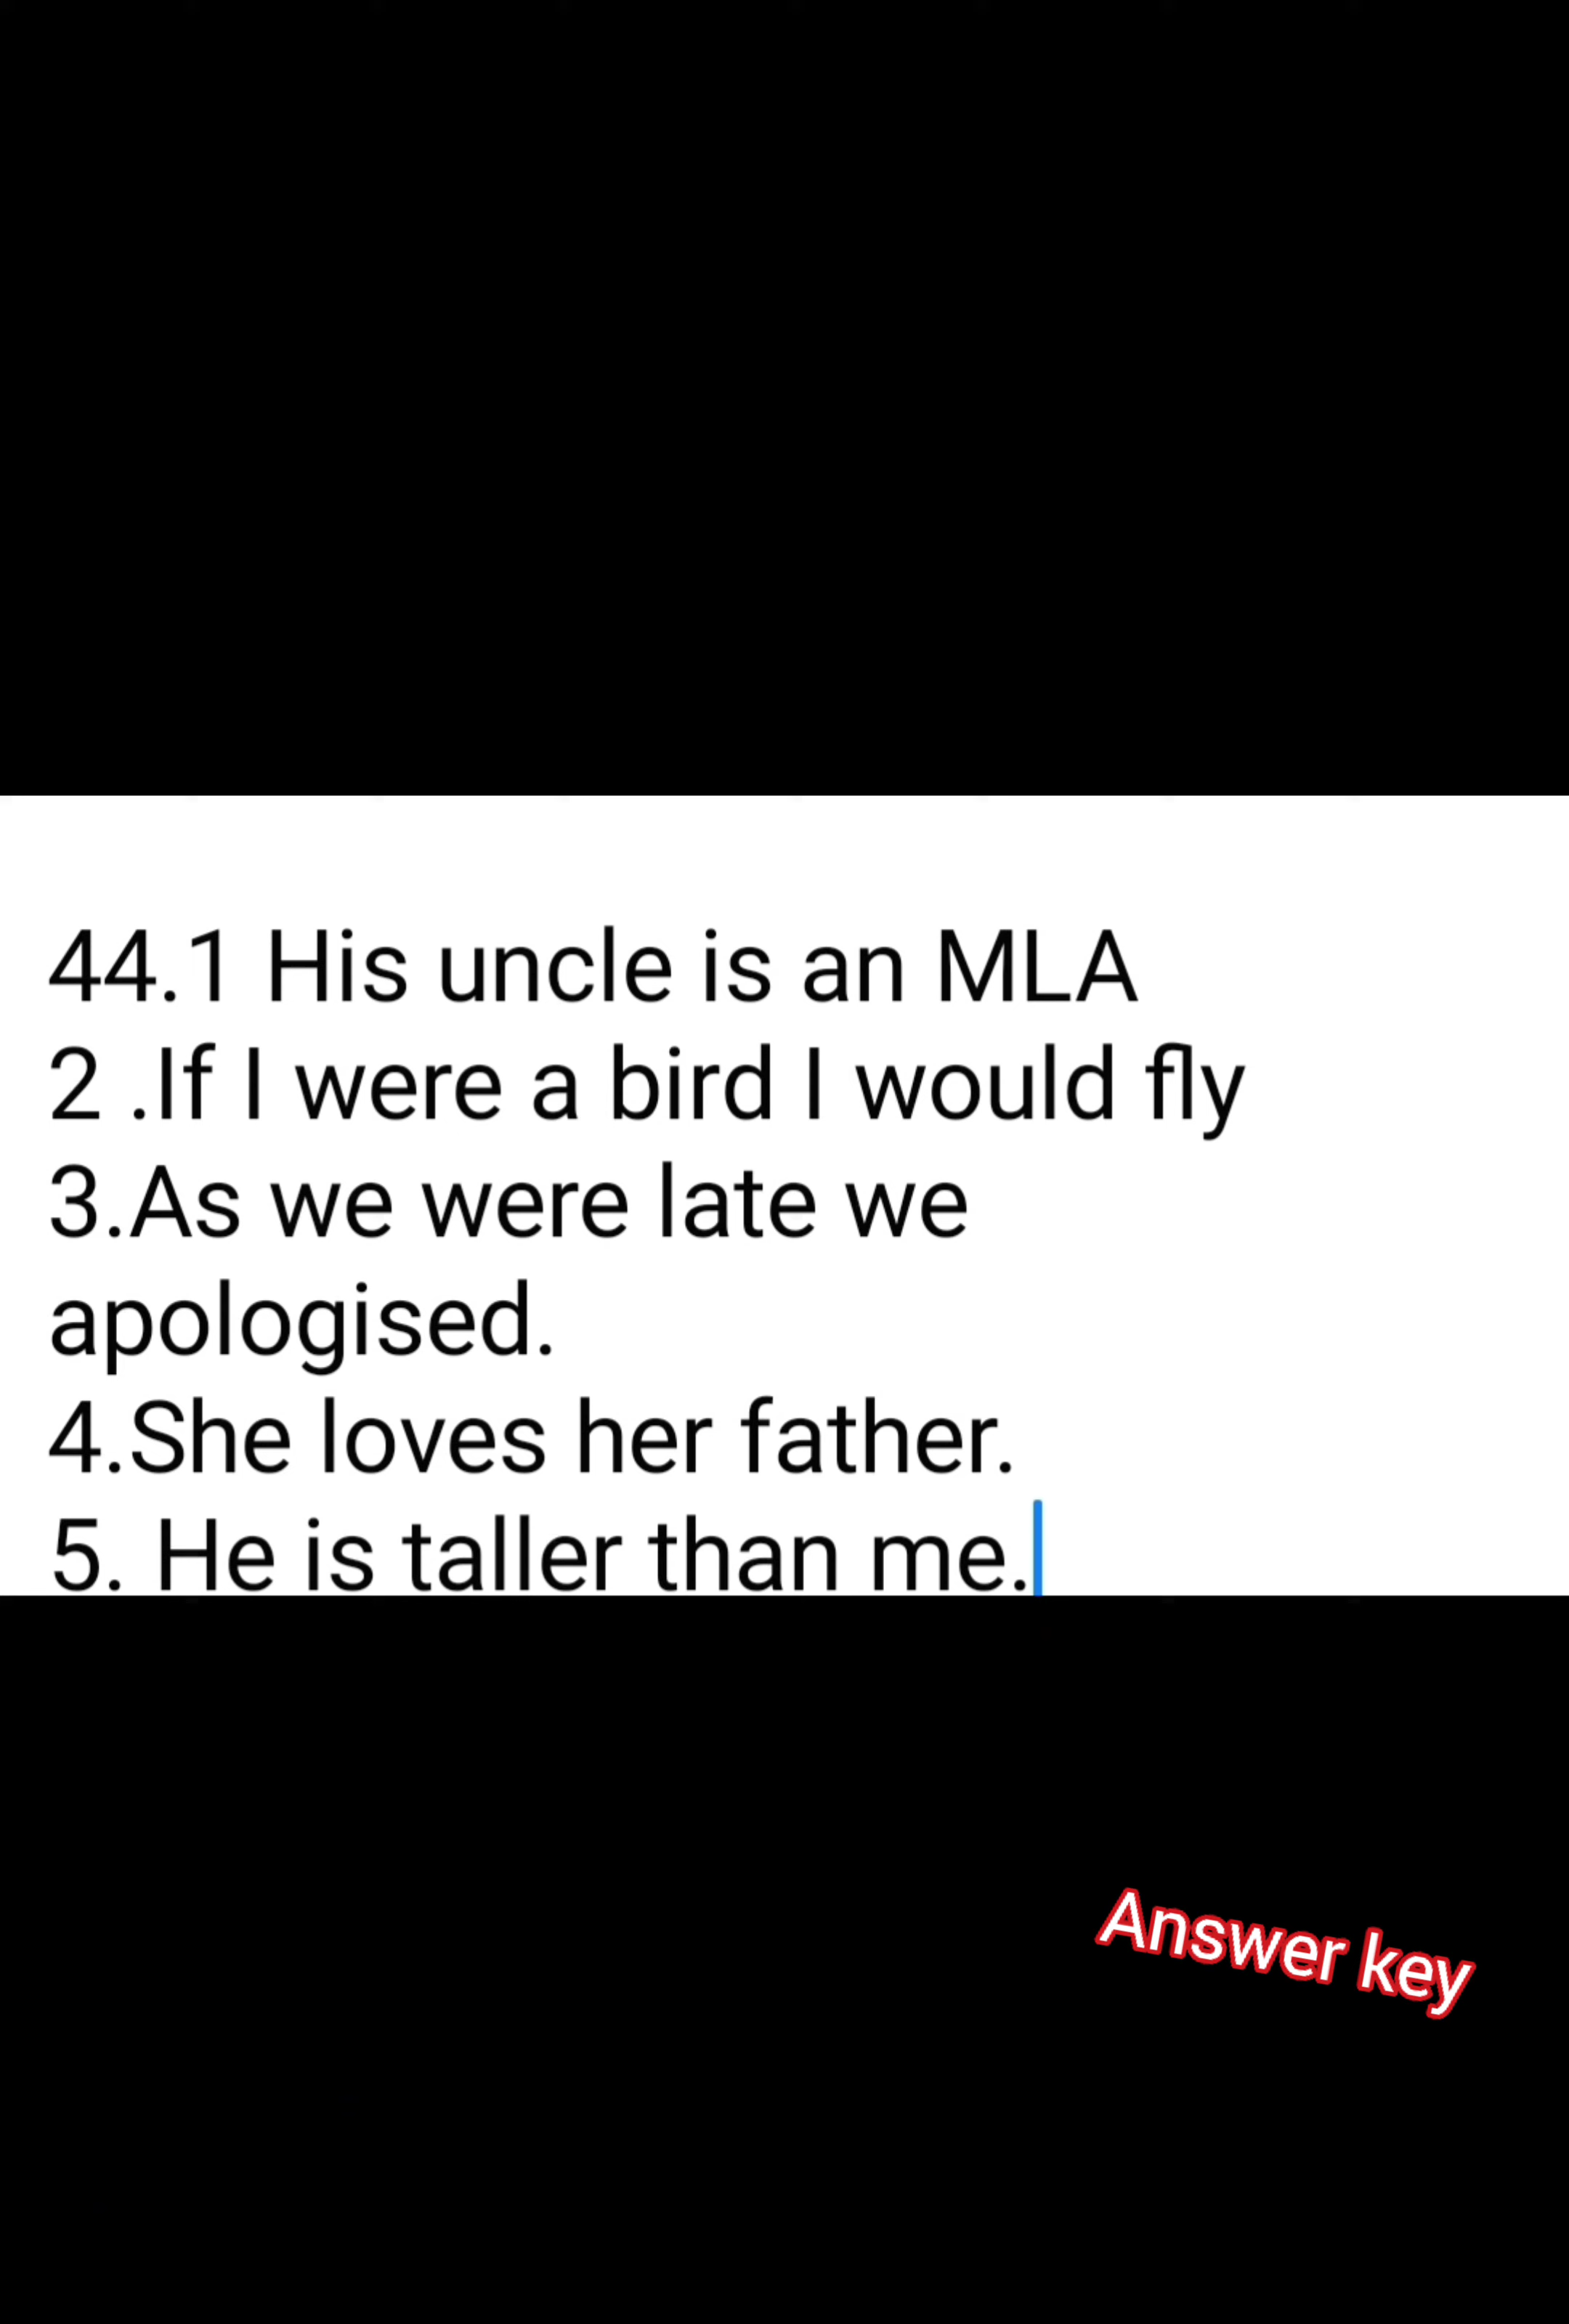 44.1 His uncle is an MLA
2 .If I were a bird I would fly
3.As we were late we
apologised.
4.She loves her father.
5. He is taller than me.
Answer key